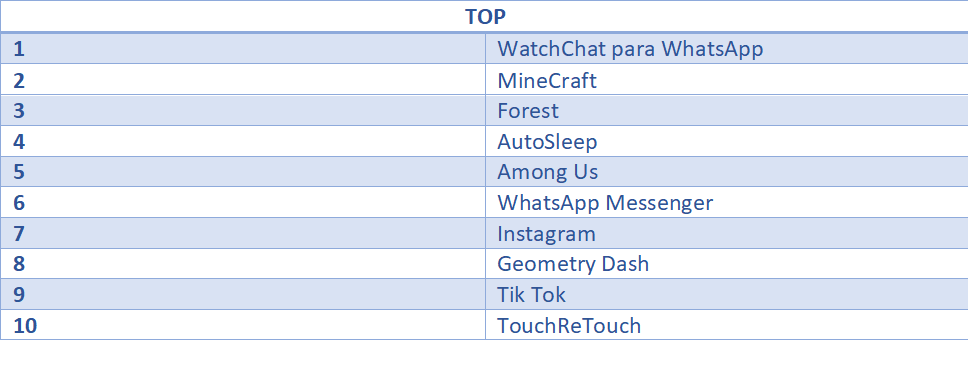 TOP
1 WatchChat para WhatsApp
2 MineCraft
3 Forest
4 AutoSleep
5 Among Us
6 WhatsApp Messenger
7 Instagram
8 Geometry Dash
9 Tik Tok
10 TouchReTouch